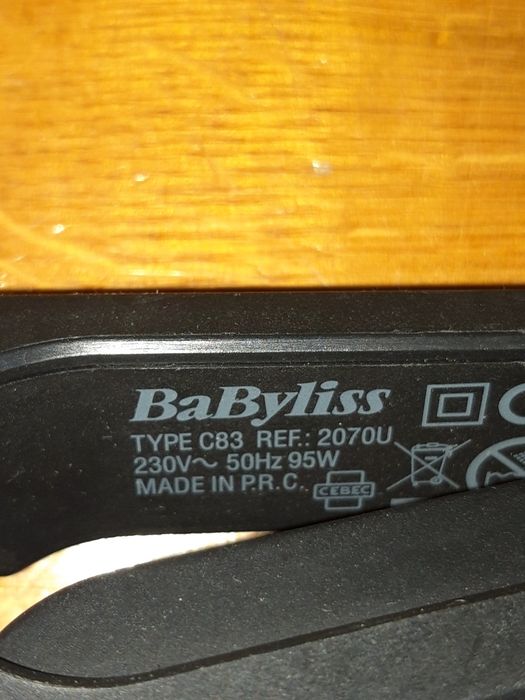 BaByliss
TYPE C83 REF.: 2070U
230V~ 50Hz 95W
MADE IN P.R.C.
CEBEC